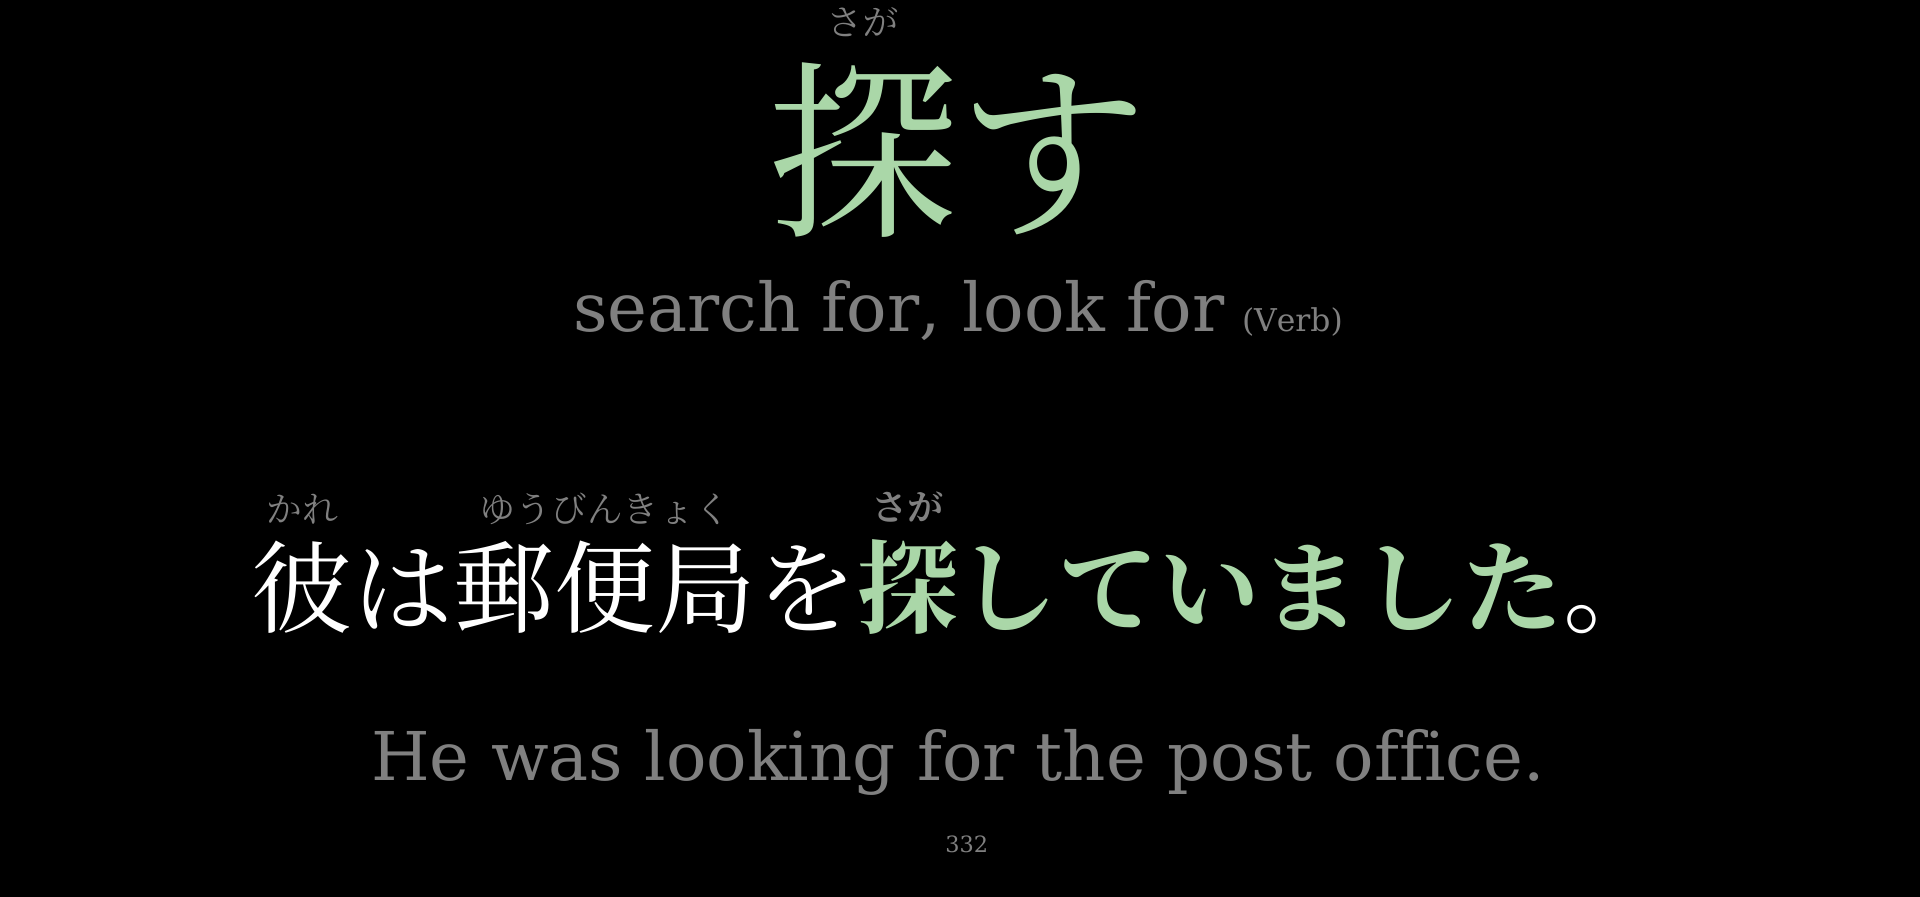 さが
探す
search for, look for (Verb)
かれ ゆうびんきょく さが
彼は郵便局を探していました。
He was looking for the post office.
332